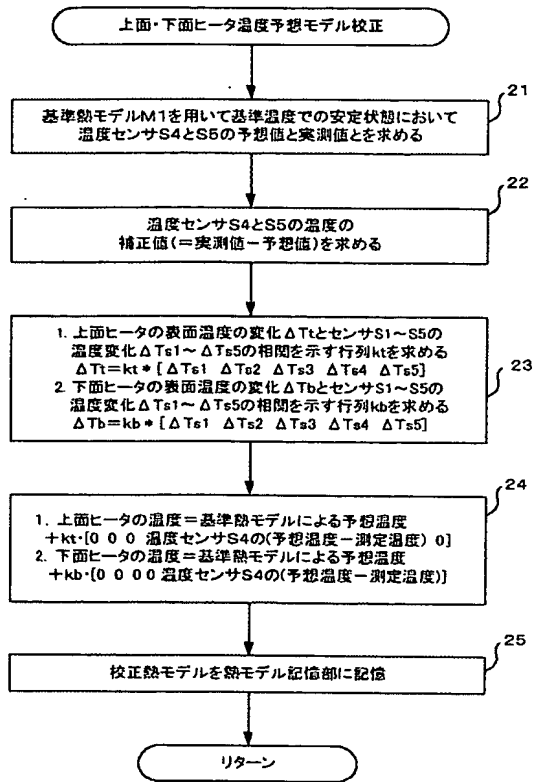 上面・下面ヒータ温度予想モデル校正
21
基準熱モデルM1を用いて基準温度での安定状態において
温度センサS4とS5の予想値と実測値とを求める
22
温度センサS4とS5の温度の
補正値(=実測値-予想値)を求める
23
1. 上面ヒータの表面温度の変化ΔTtとセンサS1~S5の
温度変化ΔTs1~ΔTs5の相関を示す行列ktを求める
ΔTt=kt*[ΔTs1 ΔTs2 ΔTs3 ΔTs4 ΔTs5]
2. 下面ヒータの表面温度の変化ΔTbとセンサS1~S5の
温度変化ΔTs1~ΔTs5の相関を示す行列kbを求める
ΔTb=kb*[ΔTs1 ΔTs2 ΔTs3 ΔTs4 ΔTs5]
24
1. 上面ヒータの温度=基準熱モデルによる予想温度
+kt・[0 0 0 温度センサS4の(予想温度-測定温度) 0]
2. 下面ヒータの温度=基準熱モデルによる予想温度
+kb・[0 0 0 0 温度センサS4の(予想温度-測定温度)]
25
校正熱モデルを熱モデル記憶部に記憶
リターン